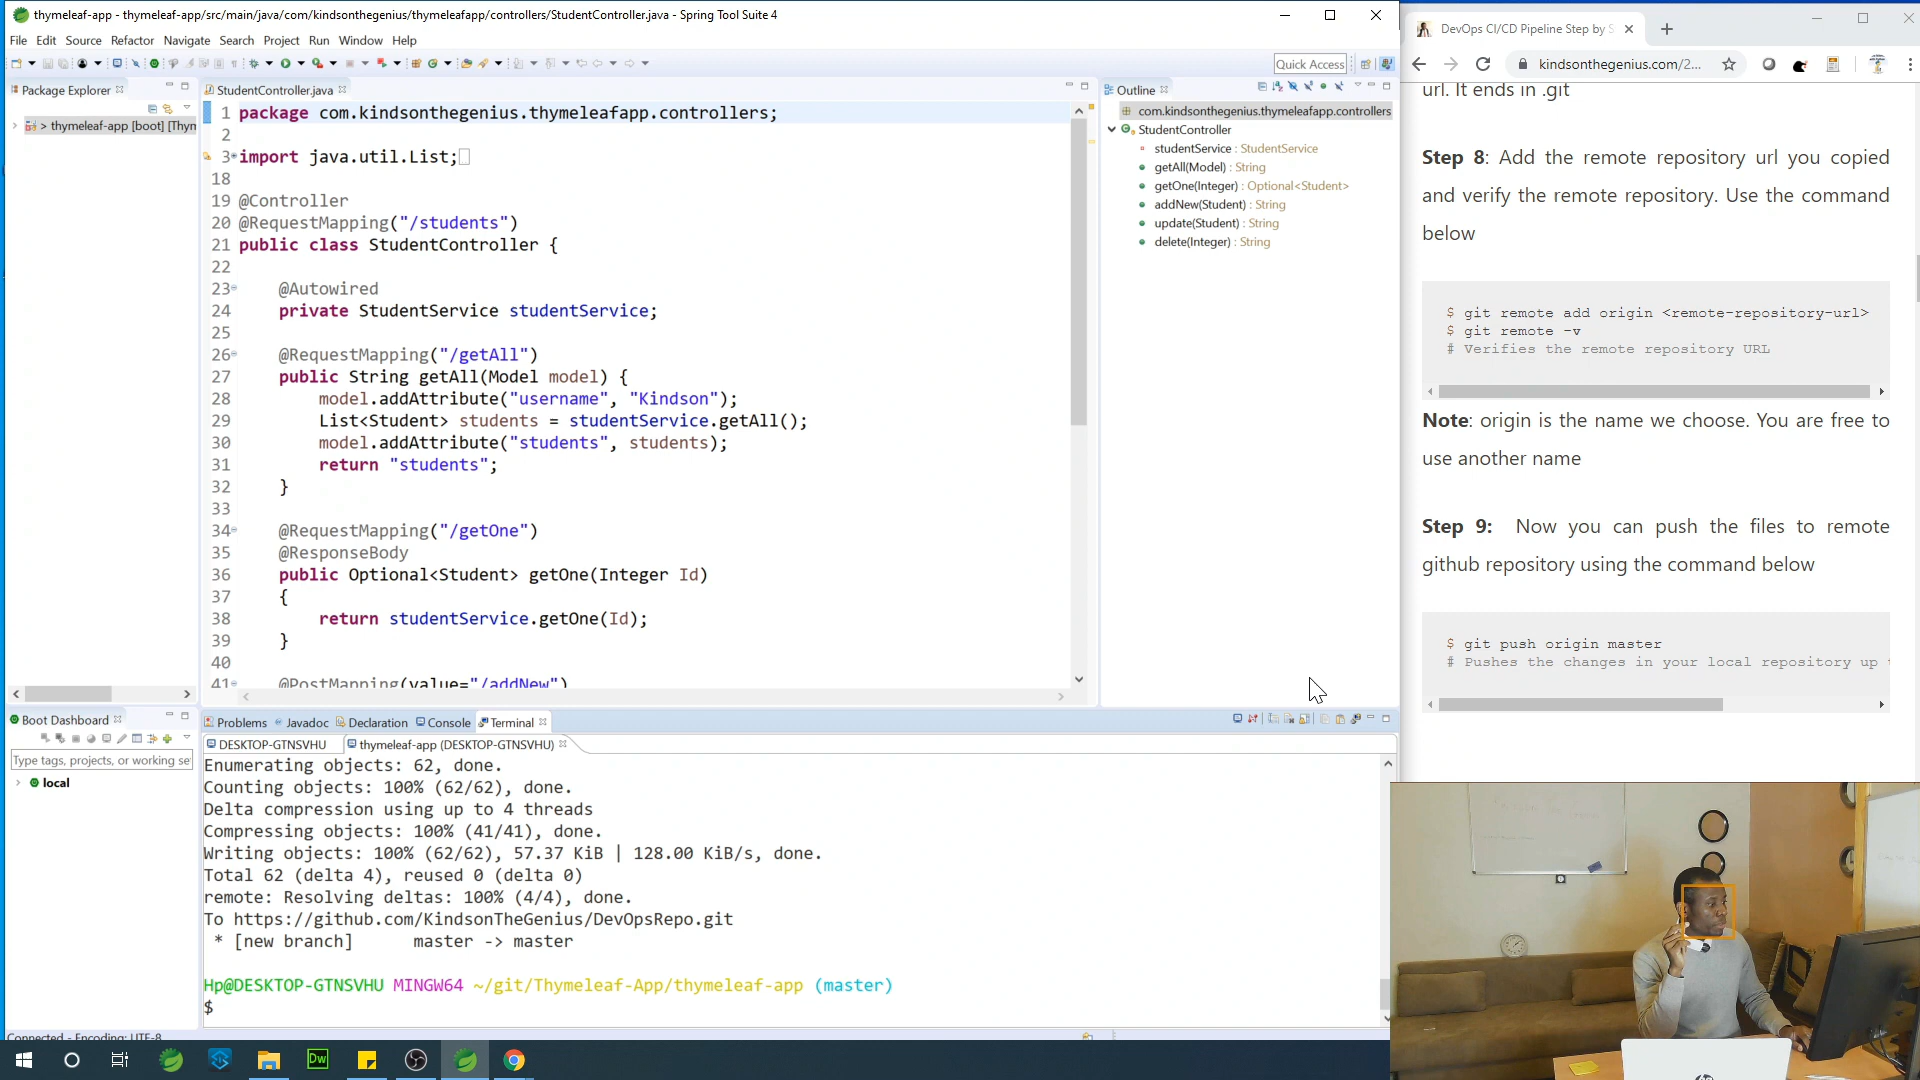 thymeleaf-app - thymeleaf-app/src/main/java/com/kindsonthegenius/thymeleafapp/controllers/StudentController.java - Spring Tool Suite 4
File Edit Source Refactor Navigate Search Project Run Window Help
Quick Access
Package Explorer
> thymeleaf-app [boot] [Thym
StudentController.java
1 package com.kindsonthegenius.thymeleafapp.controllers;
2
3 import java.util.List;
18
19 @Controller
20 @RequestMapping("/students")
21 public class StudentController {
22
23 @Autowired
24 private StudentService studentService;
25
26 @RequestMapping("/getAll")
27 public String getAll(Model model) {
28 model.addAttribute("username", "Kindson");
29 List<Student> students = studentService.getAll();
30 model.addAttribute("students", students);
31 return "students";
32 }
33
34 @RequestMapping("/getOne")
35 @ResponseBody
36 public Optional<Student> getOne(Integer Id)
37 {
38 return studentService.getOne(Id);
39 }
40
41 @PostMapping(value="/addNew")
Outline
com.kindsonthegenius.thymeleafapp.controllers
StudentController
studentService : StudentService
getAll(Model) : String
getOne(Integer) : Optional<Student>
addNew(Student) : String
update(Student) : String
delete(Integer) : String
Boot Dashboard
Type tags, projects, or working se
local
Problems Javadoc Declaration Console Terminal
DESKTOP-GTNSVHU thymeleaf-app (DESKTOP-GTNSVHU)
Enumerating objects: 62, done.
Counting objects: 100% (62/62), done.
Delta compression using up to 4 threads
Compressing objects: 100% (41/41), done.
Writing objects: 100% (62/62), 57.37 KiB | 128.00 KiB/s, done.
Total 62 (delta 4), reused 0 (delta 0)
remote: Resolving deltas: 100% (4/4), done.
To https://github.com/KindsonTheGenius/DevOpsRepo.git
* [new branch] master -> master
Hp@DESKTOP-GTNSVHU MINGW64 ~/git/Thymeleaf-App/thymeleaf-app (master)
$
Connected - Encoding: UTF-8
Dw
DevOps CI/CD Pipeline Step by S
kindsonthegenius.com/2...
url. It ends in .git
Step 8: Add the remote repository url you copied
and verify the remote repository. Use the command
below
$ git remote add origin <remote-repository-url>
$ git remote -v
# Verifies the remote repository URL
Note: origin is the name we choose. You are free to
use another name
Step 9: Now you can push the files to remote
github repository using the command below
$ git push origin master
# Pushes the changes in your local repository up